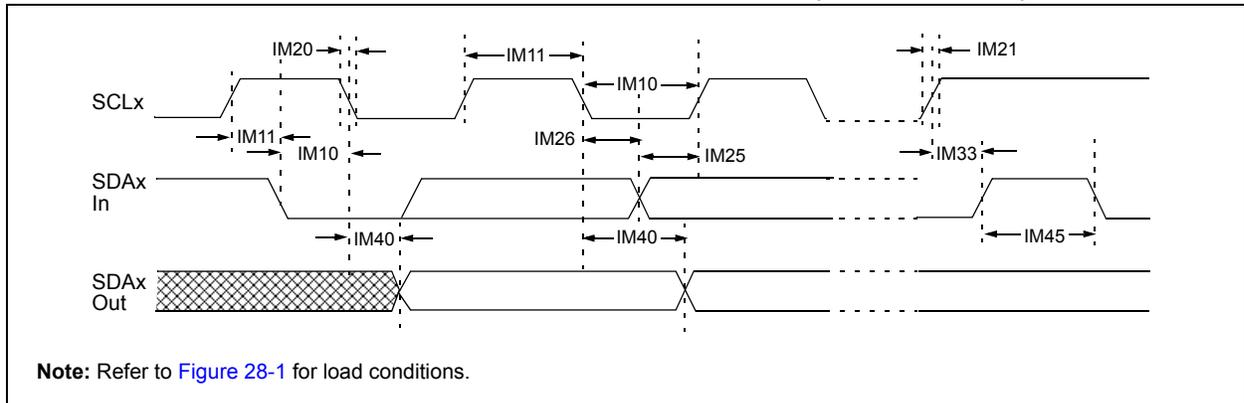 IM20
IM11
IM21
IM10
SCLx
IM11
IM26
IM10
IM25
IM33
SDAx
In
IM40
IM40
IM45
SDAx
Out
Note: Refer to Figure 28-1 for load conditions.